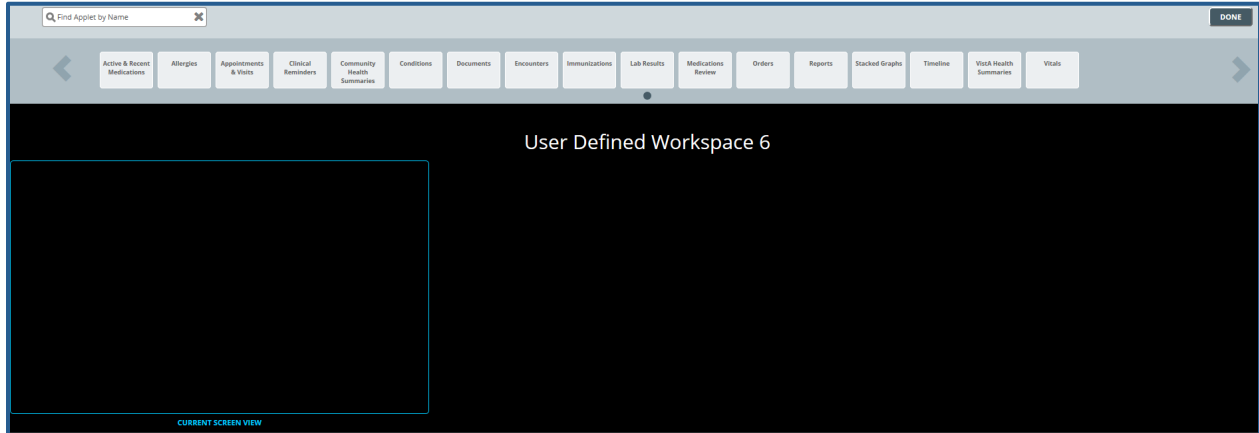 Find Applet by Name
DONE
Active & Recent
Medications
Allergies
Appointments
& Visits
Clinical
Reminders
Community
Health
Summaries
Conditions
Documents
Encounters
Immunizations
Lab Results
Medications
Review
Orders
Reports
Stacked Graphs
Timeline
VistA Health
Summaries
Vitals
User Defined Workspace 6
CURRENT SCREEN VIEW